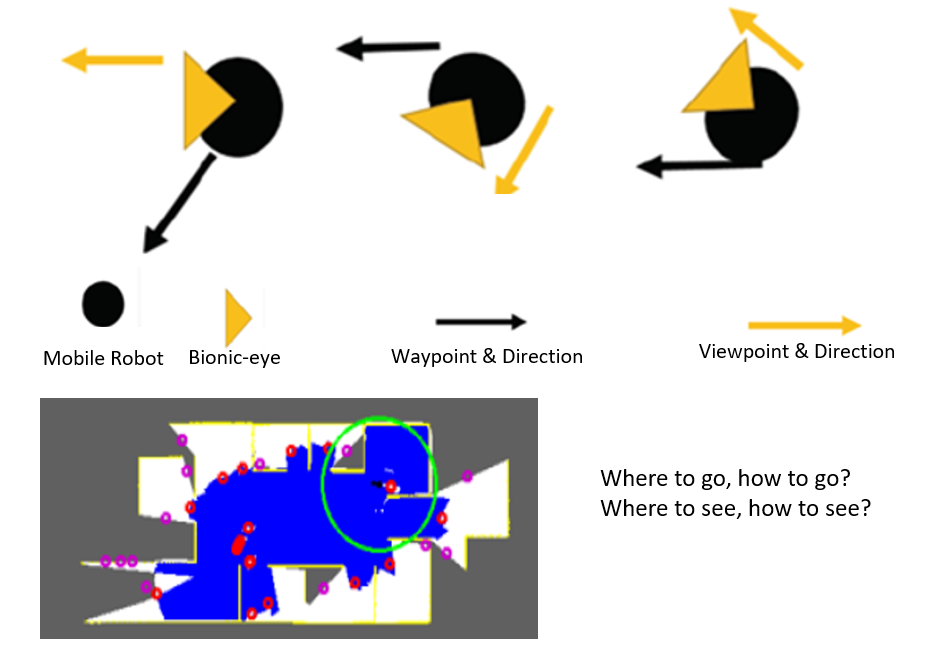 Mobile Robot
Bionic-eye
Waypoint & Direction
Viewpoint & Direction
Where to go, how to go?
Where to see, how to see?